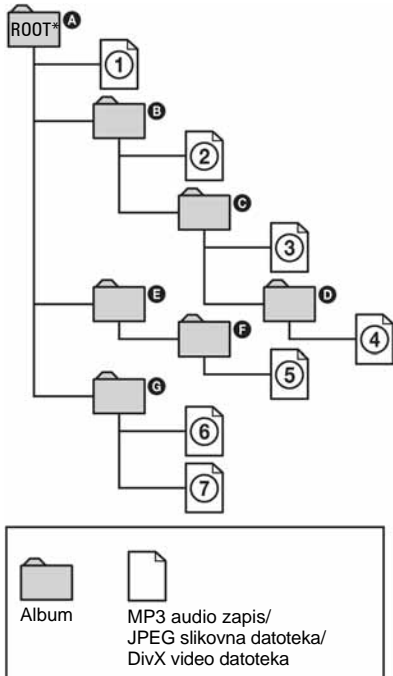 ROOT* A
1
B
2
C
3
E
D
F
4
5
G
6
7
Album
MP3 audio zapis/
JPEG slikovna datoteka/
DivX video datoteka